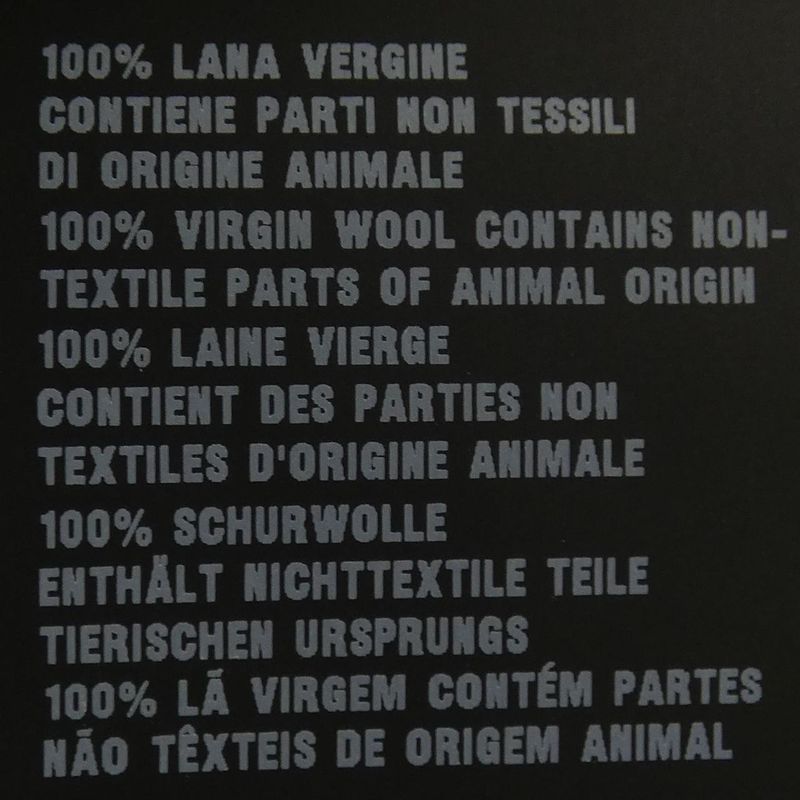 100% LANA VERGINE
CONTIENE PARTI NON TESSILI
DI ORIGINE ANIMALE
100% VIRGIN WOOL CONTAINS NON-
TEXTILE PARTS OF ANIMAL ORIGIN
100% LAINE VIERGE
CONTIENT DES PARTIES NON
TEXTILES D'ORIGINE ANIMALE
100% SCHURWOLLE
ENTHÄLT NICHTTEXTILE TEILE
TIERISCHEN URSPRUNGS
100% LÃ VIRGEM CONTÉM PARTES
NÃO TÊXTEIS DE ORIGEM ANIMAL